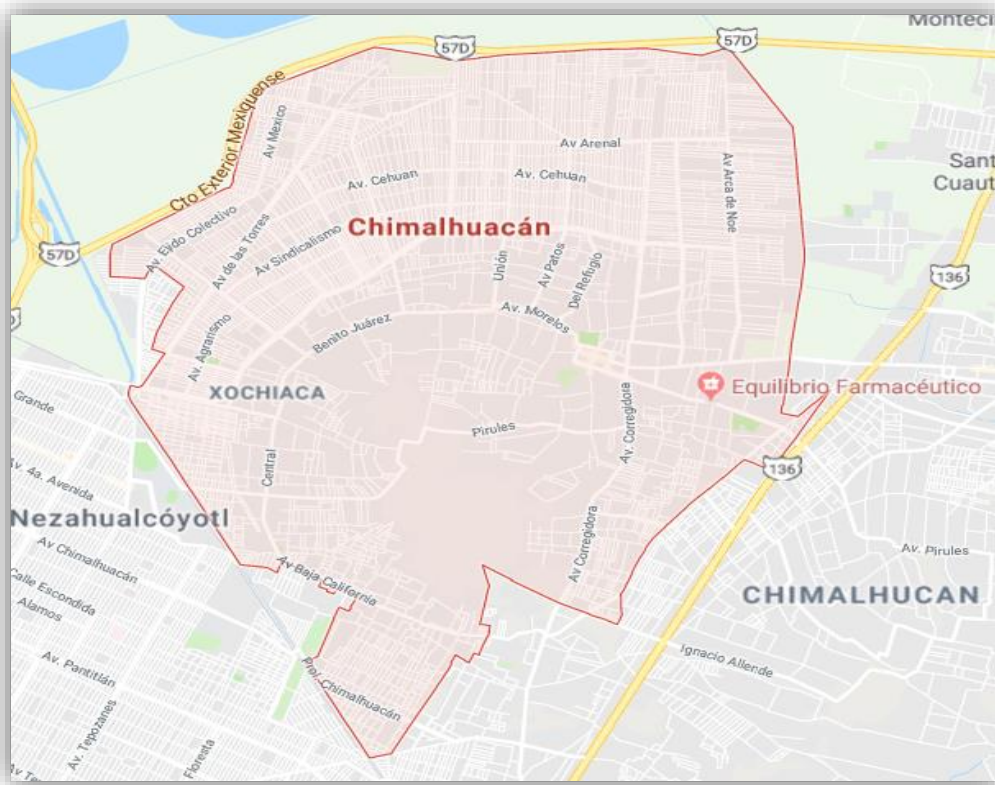 Monteci
57D
57D
Cto Exterior Mexiquense
Av Mexico
Av Arenal
Av. Cehuan
Av. Cehuan
Av Arca de Noe
Sant
Cuaut
Chimalhuacán
Av. Ejido Colectivo
Av de las Torres
Av Sindicalismo
57D
Unión
Av Patos
Del Refugio
136
Av. Morelos
Benito Juárez
Av. Agrarismo
XOCHIACA
Equilibrio Farmacéutico
Grande
Pirules
Av. Corregidora
Central
136
Av. 4a. Avenida
Nezahualcóyotl
Av Chimalhuacán
Av Corregidora
Av. Pirules
Av Baja California
Calle Escondida
Alamos
CHIMALHUCAN
Ignacio Allende
Av. Pantitlán
Prol. Chimalhuacán
Av. Tepozanes
Floresta
Av Te